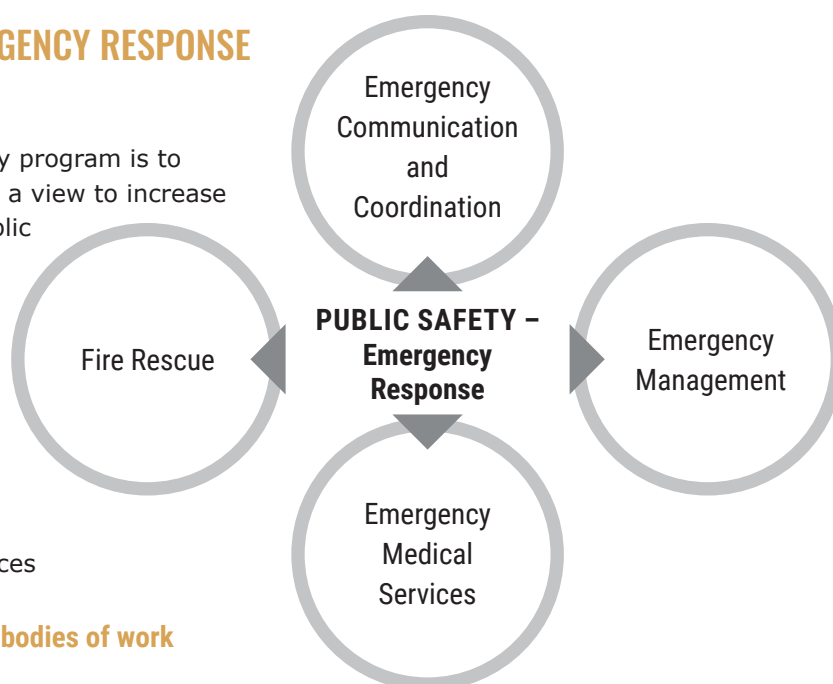 GENCY RESPONSE
y program is to
a view to increase
olic
ces
bodies of work
Emergency
Communication
and
Coordination
Fire Rescue
PUBLIC SAFETY –
Emergency
Response
Emergency
Management
Emergency
Medical
Services